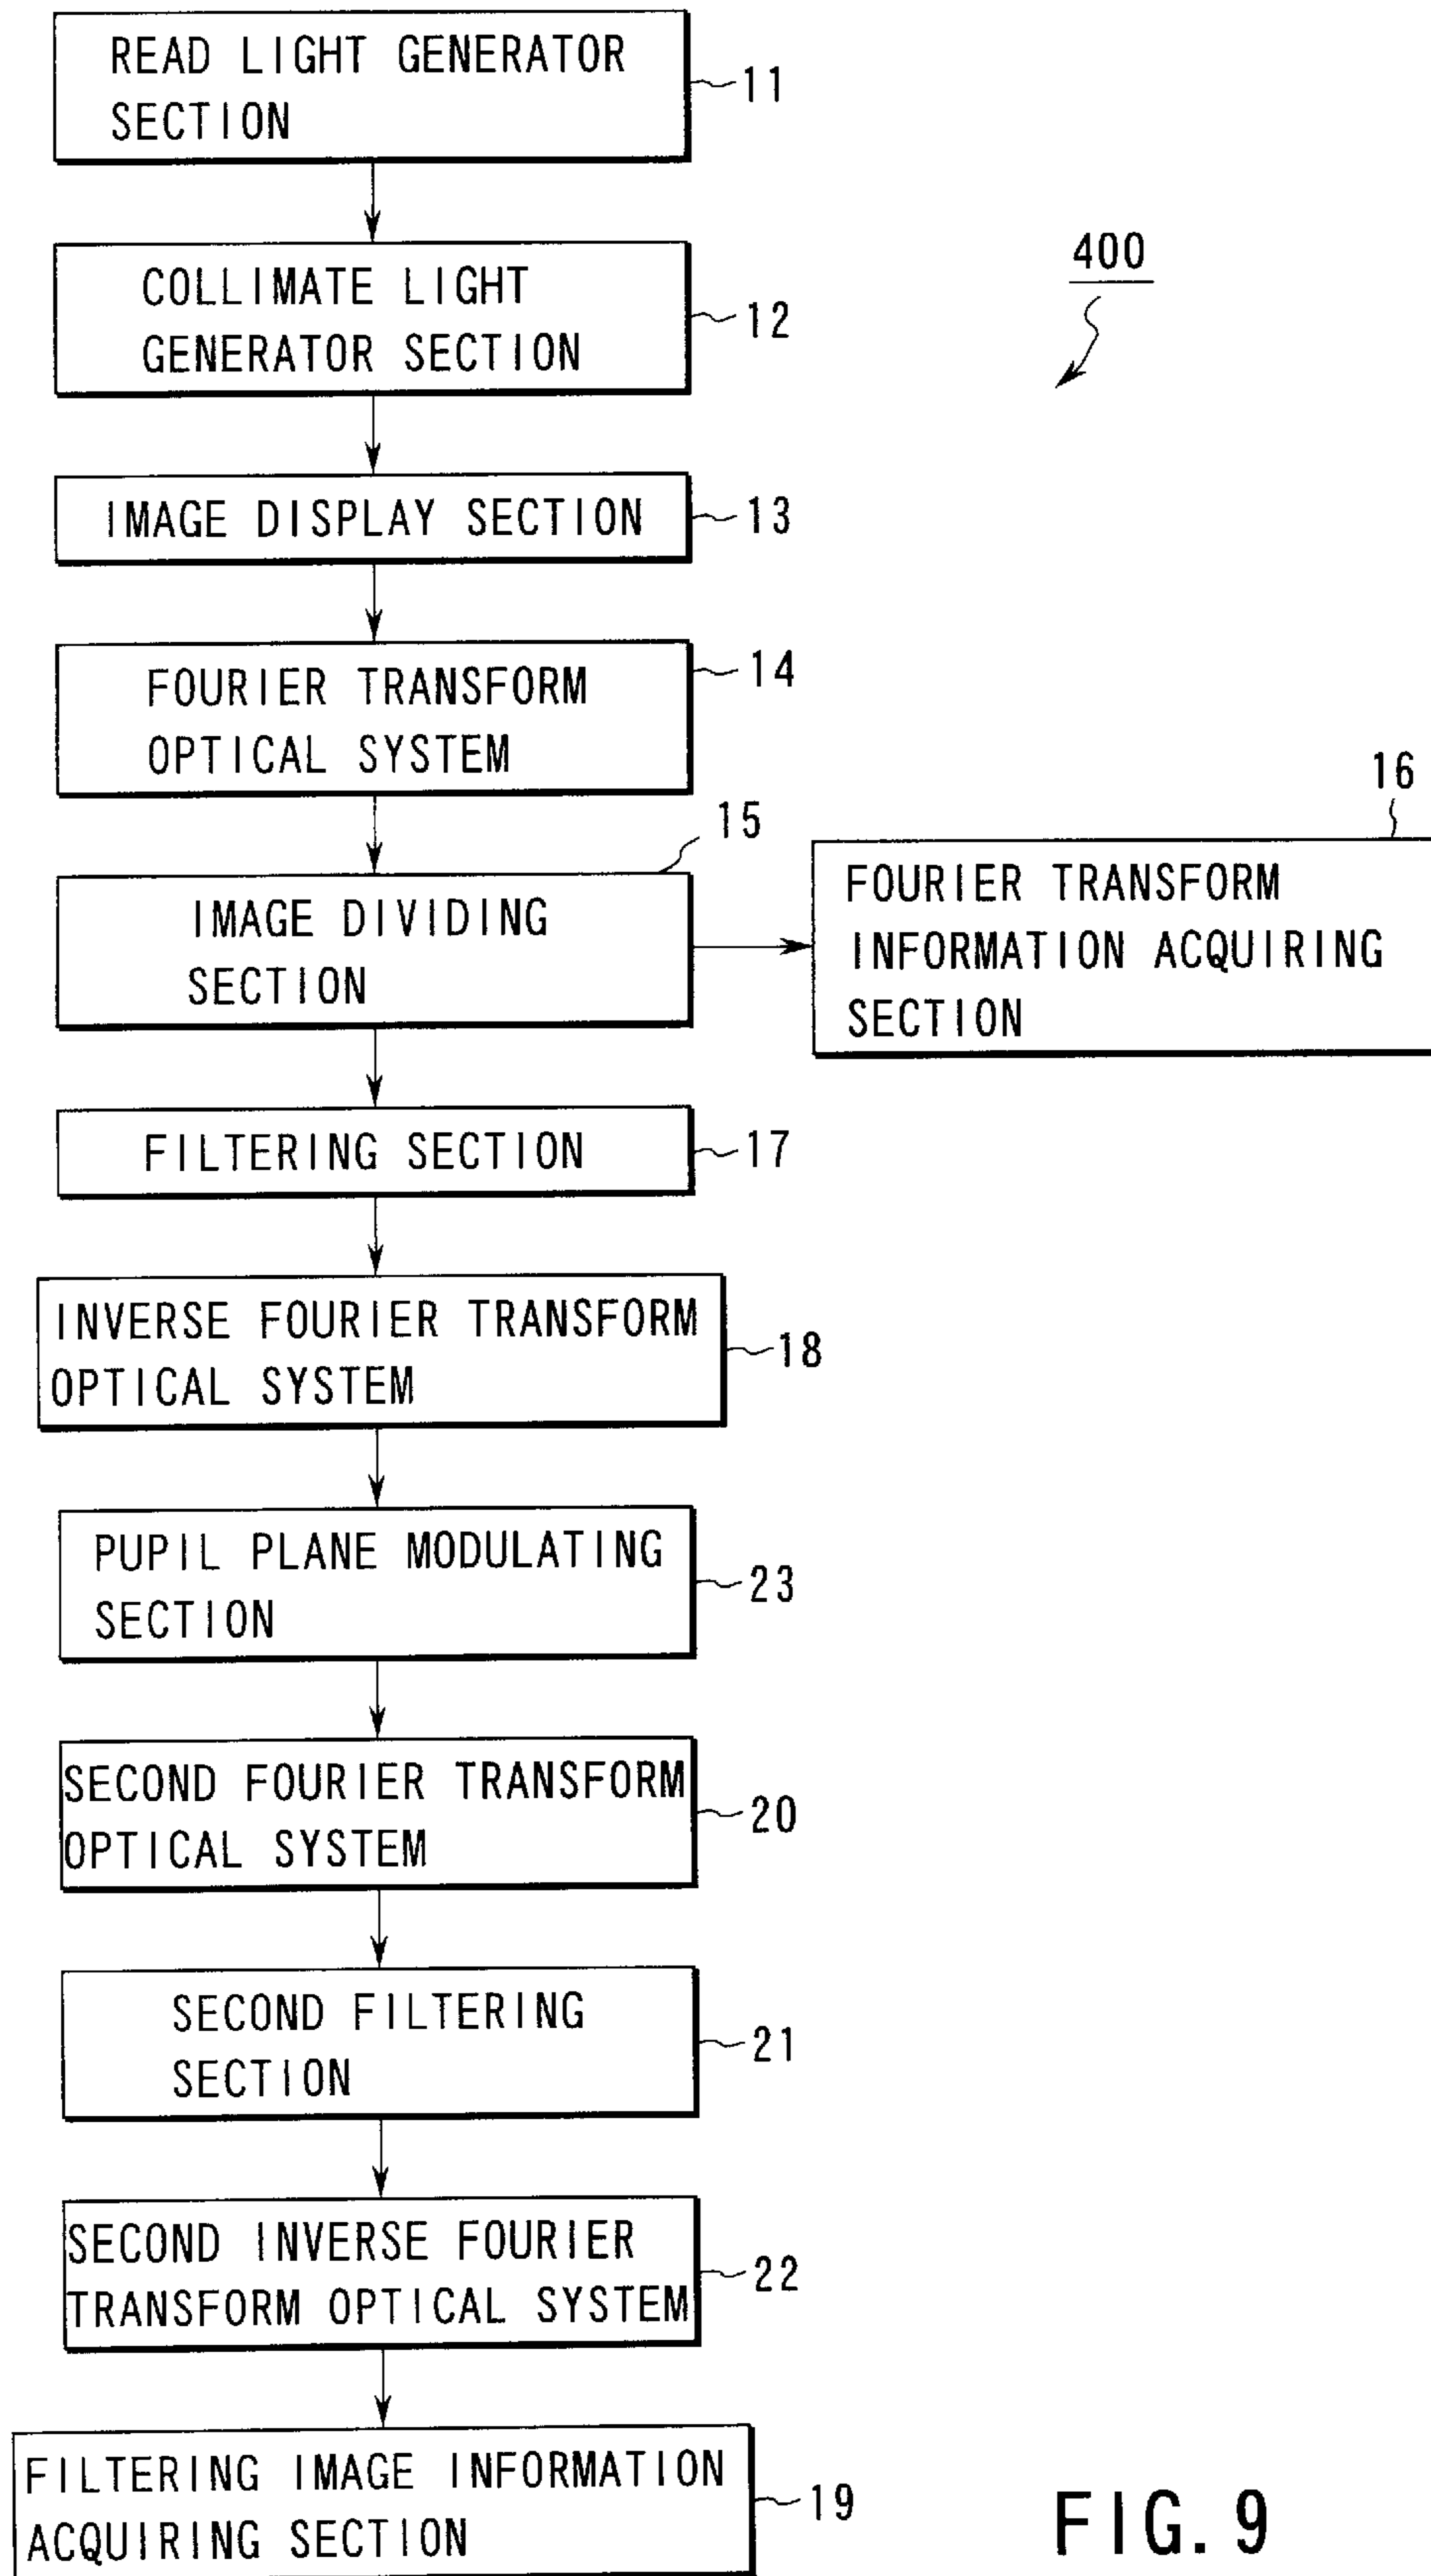 READ LIGHT GENERATOR
SECTION
11
COLLIMATE LIGHT
GENERATOR SECTION
12
400
IMAGE DISPLAY SECTION
13
FOURIER TRANSFORM
OPTICAL SYSTEM
14
15
16
IMAGE DIVIDING
SECTION
FOURIER TRANSFORM
INFORMATION ACQUIRING
SECTION
FILTERING SECTION
17
INVERSE FOURIER TRANSFORM
OPTICAL SYSTEM
18
PUPIL PLANE MODULATING
SECTION
23
SECOND FOURIER TRANSFORM
OPTICAL SYSTEM
20
SECOND FILTERING
SECTION
21
SECOND INVERSE FOURIER
TRANSFORM OPTICAL SYSTEM
22
FILTERING IMAGE INFORMATION
ACQUIRING SECTION
19
FIG. 9